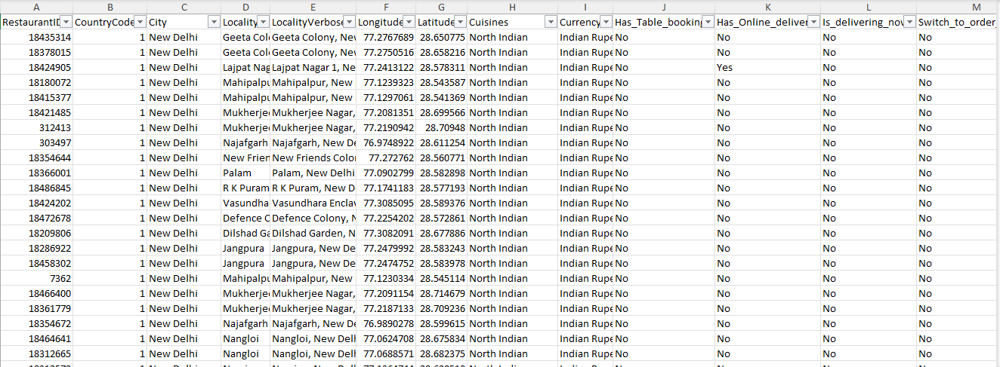 A B C D E F G H I J K L M
RestaurantID CountryCode City Locality LocalityVerbose Longitude Latitude Cuisines Currency Has_Table_booking Has_Online_deliver Is_delivering_now Switch_to_order_
18435314 1 New Delhi Geeta Col Geeta Colony, Nev 77.2767689 28.650775 North Indian Indian Rupe No No No No
18378015 1 New Delhi Geeta Col Geeta Colony, Nev 77.2750516 28.658216 North Indian Indian Rupe No No No No
18424905 1 New Delhi Lajpat Nag Lajpat Nagar 1, Ne 77.2413122 28.578311 North Indian Indian Rupe No Yes No No
18180072 1 New Delhi Mahipalpu Mahipalpur, New 77.1239323 28.543587 North Indian Indian Rupe No No No No
18415377 1 New Delhi Mahipalpu Mahipalpur, New 77.1297061 28.541369 North Indian Indian Rupe No No No No
18421485 1 New Delhi Mukherjee Mukherjee Nagar, 77.2081351 28.699566 North Indian Indian Rupe No No No No
312413 1 New Delhi Mukherjee Mukherjee Nagar, 77.2190942 28.70948 North Indian Indian Rupe No No No No
303497 1 New Delhi Najafgarh Najafgarh, New De 76.9748922 28.611254 North Indian Indian Rupe No No No No
18354644 1 New Delhi New Frien New Friends Colo 77.272762 28.560771 North Indian Indian Rupe No No No No
18366001 1 New Delhi Palam Palam, New Delhi 77.0902799 28.582898 North Indian Indian Rupe No No No No
18486845 1 New Delhi R K Puram R K Puram, New D 77.1741183 28.577193 North Indian Indian Rupe No No No No
18424202 1 New Delhi Vasundha Vasundhara Enclav 77.3085095 28.589376 North Indian Indian Rupe No No No No
18472678 1 New Delhi Defence C Defence Colony, N 77.2254202 28.572861 North Indian Indian Rupe No No No No
18209806 1 New Delhi Dilshad Ga Dilshad Garden, N 77.3082091 28.677886 North Indian Indian Rupe No No No No
18286922 1 New Delhi Jangpura Jangpura, New De 77.2479992 28.583243 North Indian Indian Rupe No No No No
18458302 1 New Delhi Jangpura Jangpura, New De 77.2474752 28.583978 North Indian Indian Rupe No No No No
7362 1 New Delhi Mahipalpu Mahipalpur, New 77.1230334 28.545114 North Indian Indian Rupe No No No No
18466400 1 New Delhi Mukherjee Mukherjee Nagar, 77.2091154 28.714679 North Indian Indian Rupe No No No No
18361779 1 New Delhi Mukherjee Mukherjee Nagar, 77.2187133 28.709236 North Indian Indian Rupe No No No No
18354672 1 New Delhi Najafgarh Najafgarh, New De 76.9890278 28.599615 North Indian Indian Rupe No No No No
18464641 1 New Delhi Nangloi Nangloi, New Delh 77.0624708 28.675834 North Indian Indian Rupe No No No No
18312665 1 New Delhi Nangloi Nangloi, New Delh 77.0688571 28.682375 North Indian Indian Rupe No No No No